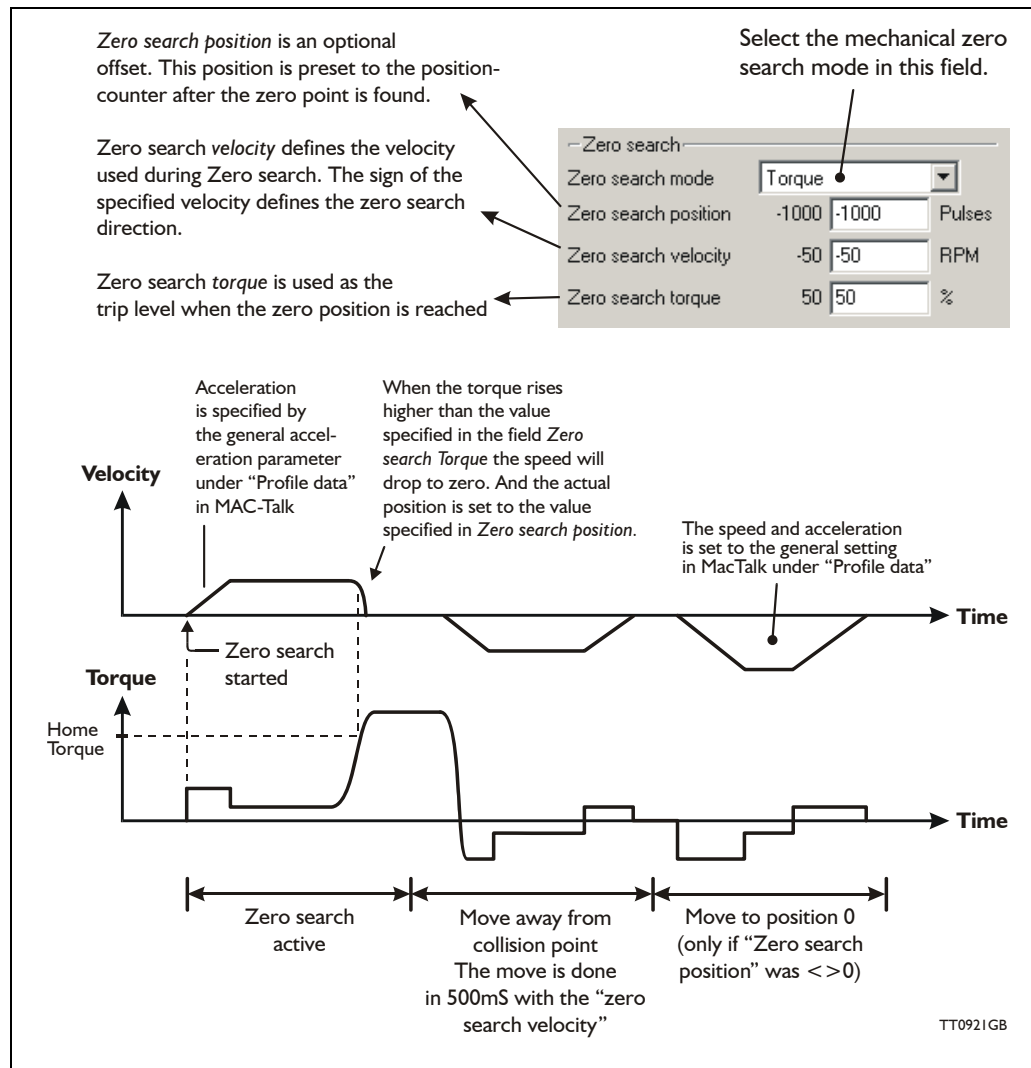 Zero search position is an optional
offset. This position is preset to the position-
counter after the zero point is found.
Select the mechanical zero
search mode in this field.
Zero search velocity defines the velocity
used during Zero search. The sign of the
specified velocity defines the zero search
direction.
Zero search torque is used as the
trip level when the zero position is reached
Zero search
Zero search mode Torque
Zero search position -1000 -1000 Pulses
Zero search velocity -50 -50 RPM
Zero search torque 50 50 %
Acceleration
is specified by
the general accel-
eration parameter
under “Profile data”
in MAC-Talk
When the torque rises
higher than the value
specified in the field Zero
search Torque the speed will
drop to zero. And the actual
position is set to the value
specified in Zero search position.
The speed and acceleration
is set to the general setting
in MacTalk under “Profile data”
Velocity
Time
Zero search
started
Torque
Home
Torque
Time
Zero search
active
Move away from
collision point
The move is done
in 500mS with the “zero
search velocity”
Move to position 0
(only if “Zero search
position” was <>0)
TT0921GB